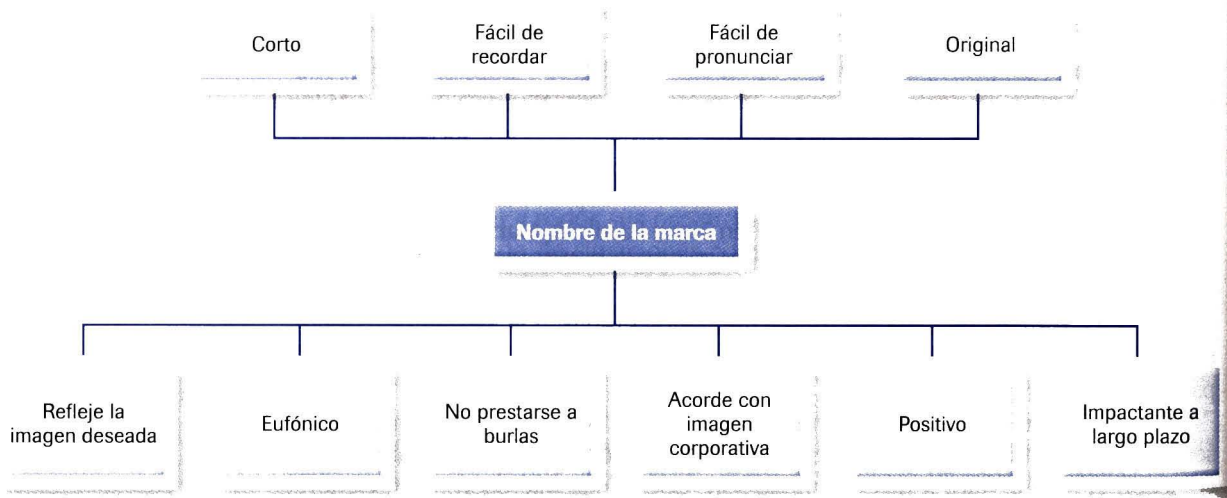 Corto
Fácil de
recordar
Fácil de
pronunciar
Original
Nombre de la marca
Refleje la
imagen deseada
Eufónico
No prestarse a
burlas
Acorde con
imagen
corporativa
Positivo
Impactante a
largo plazo